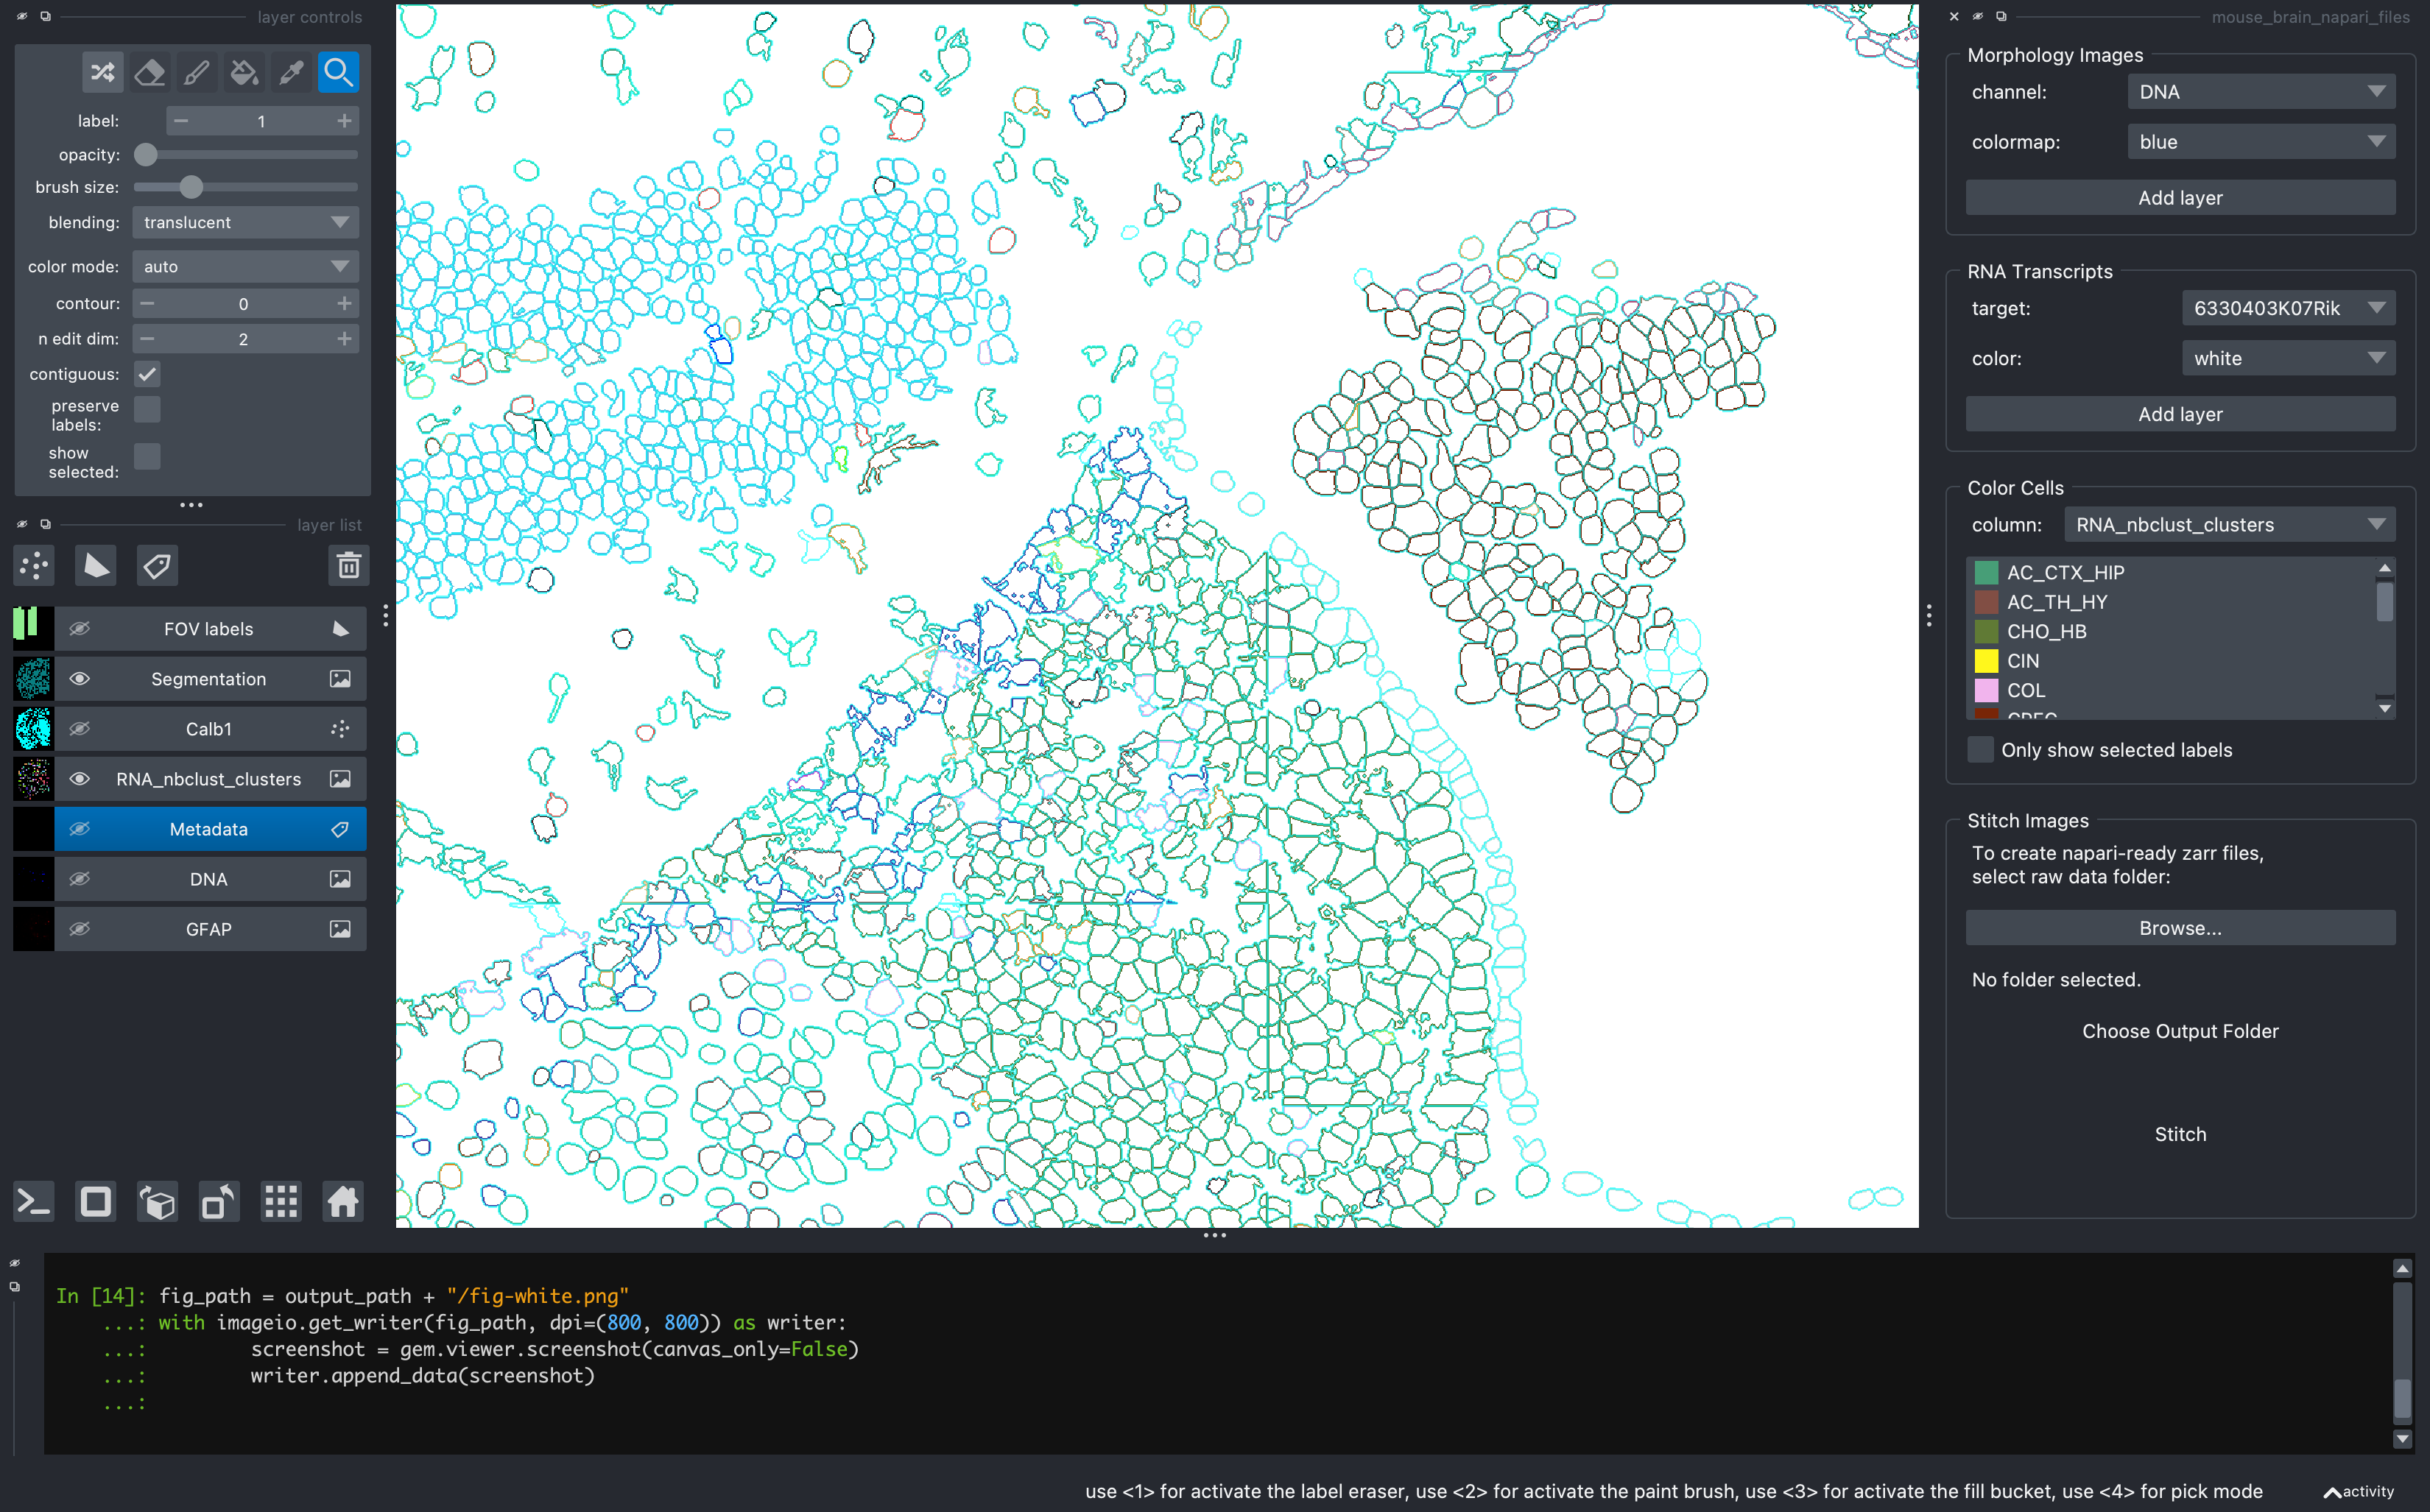 layer controls
label:
1
opacity:
brush size:
blending:
translucent
color mode:
auto
contour:
0
n edit dim:
2
contiguous:
preserve
labels:
show
selected:
layer list
FOV labels
Segmentation
Calb1
RNA_nbclust_clusters
Metadata
DNA
GFAP
mouse_brain_napari_files
Morphology Images
channel:
DNA
colormap:
blue
Add layer
RNA Transcripts
target:
6330403K07Rik
color:
white
Add layer
Color Cells
column:
RNA_nbclust_clusters
AC_CTX_HIP
AC_TH_HY
CHO_HB
CIN
COL
Only show selected labels
Stitch Images
To create napari-ready zarr files,
select raw data folder:
Browse...
No folder selected.
Choose Output Folder
Stitch
In [14]: fig_path = output_path + "/fig-white.png"
...: with imageio.get_writer(fig_path, dpi=(800, 800)) as writer:
...: screenshot = gem.viewer.screenshot(canvas_only=False)
...: writer.append_data(screenshot)
...:
use <1> for activate the label eraser, use <2> for activate the paint brush, use <3> for activate the fill bucket, use <4> for pick mode
activity